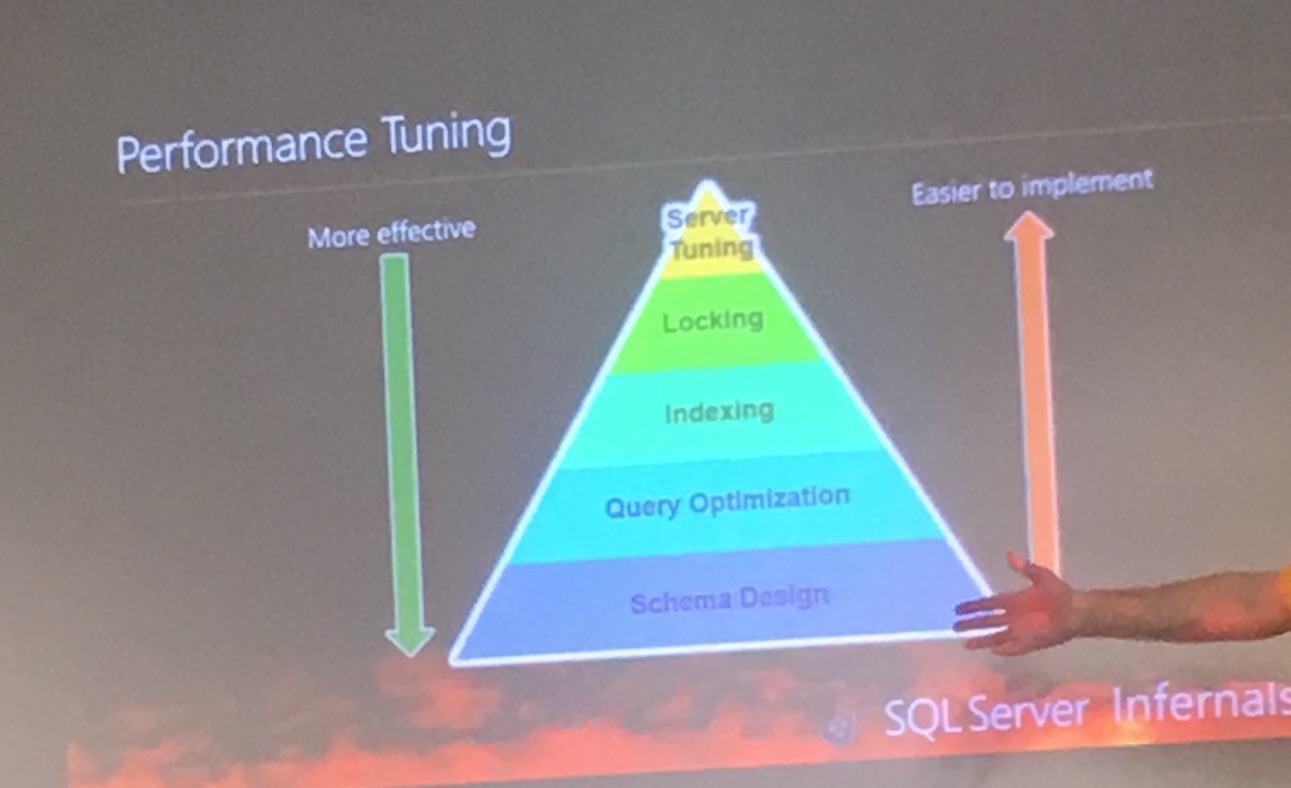 Performance Tuning
More effective
Easier to implement
Server
Tuning
Locking
Indexing
Query Optimization
Schema Design
SQL Server Infernals